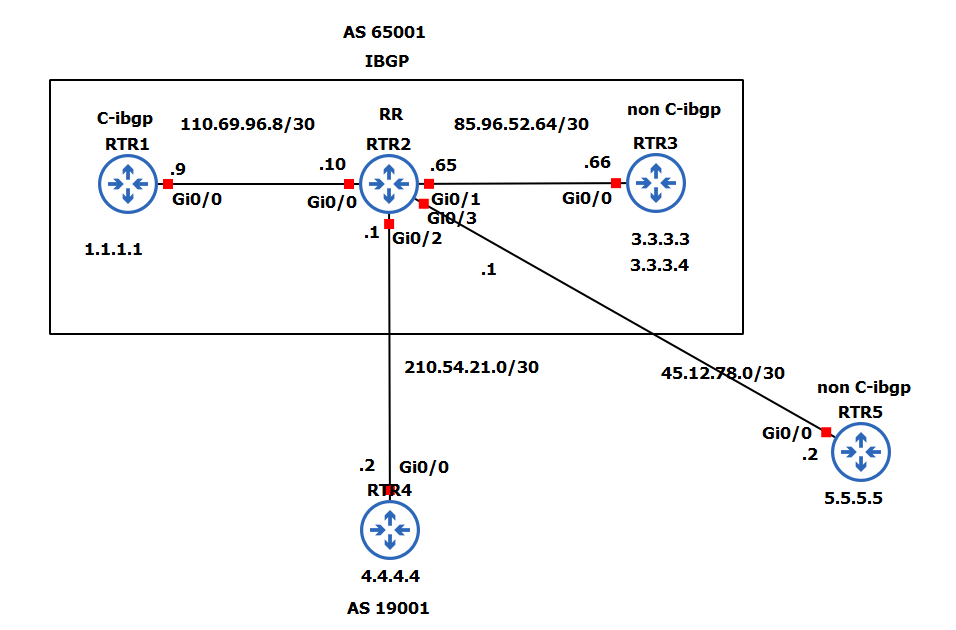 AS 65001
IBGP
C-ibgp
RTR1
110.69.96.8/30
RR
RTR2
85.96.52.64/30
non C-ibgp
RTR3
.9
Gi0/0
.10
Gi0/0
.65
Gi0/1
Gi0/3
.66
Gi0/0
.1
Gi0/2
1.1.1.1
3.3.3.3
3.3.3.4
.1
210.54.21.0/30
45.12.78.0/30
non C-ibgp
RTR5
Gi0/0
.2
5.5.5.5
.2
Gi0/0
RTR4
4.4.4.4
AS 19001